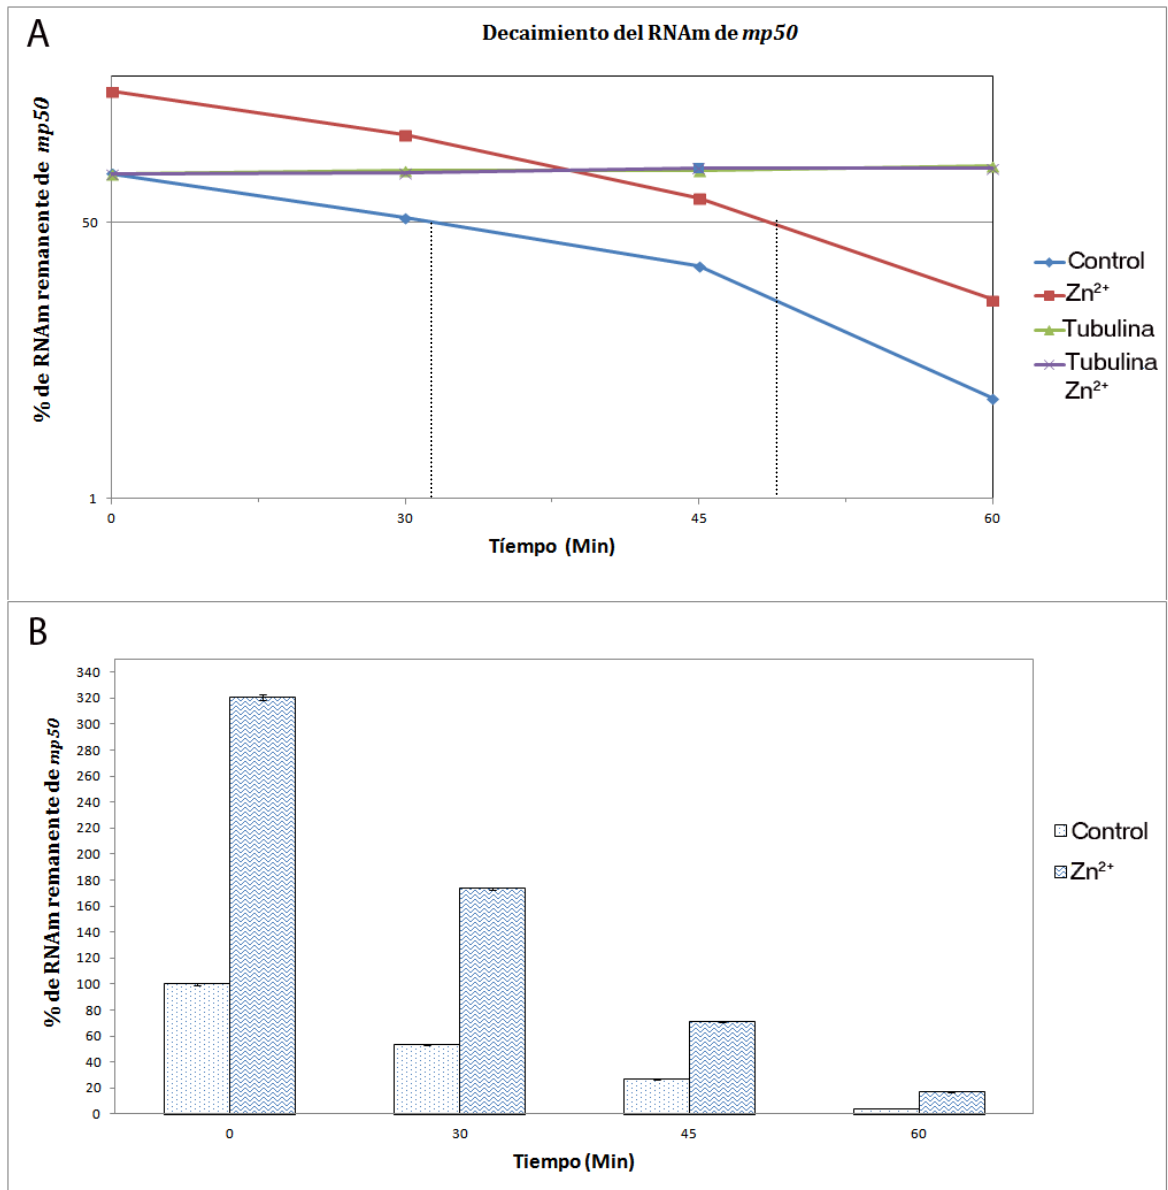 A
Decaimiento del RNAm de mp50
% de RNAm remanente de mp50
50
1
0 30 45 60
Tíempo (Min)
Control
Zn²⁺
Tubulina
Tubulina
Zn²⁺
B
% de RNAm remanente de mp50
340
320
300
280
260
240
220
200
180
160
140
120
100
80
60
40
20
0
0 30 45 60
Tiempo (Min)
Control
Zn²⁺